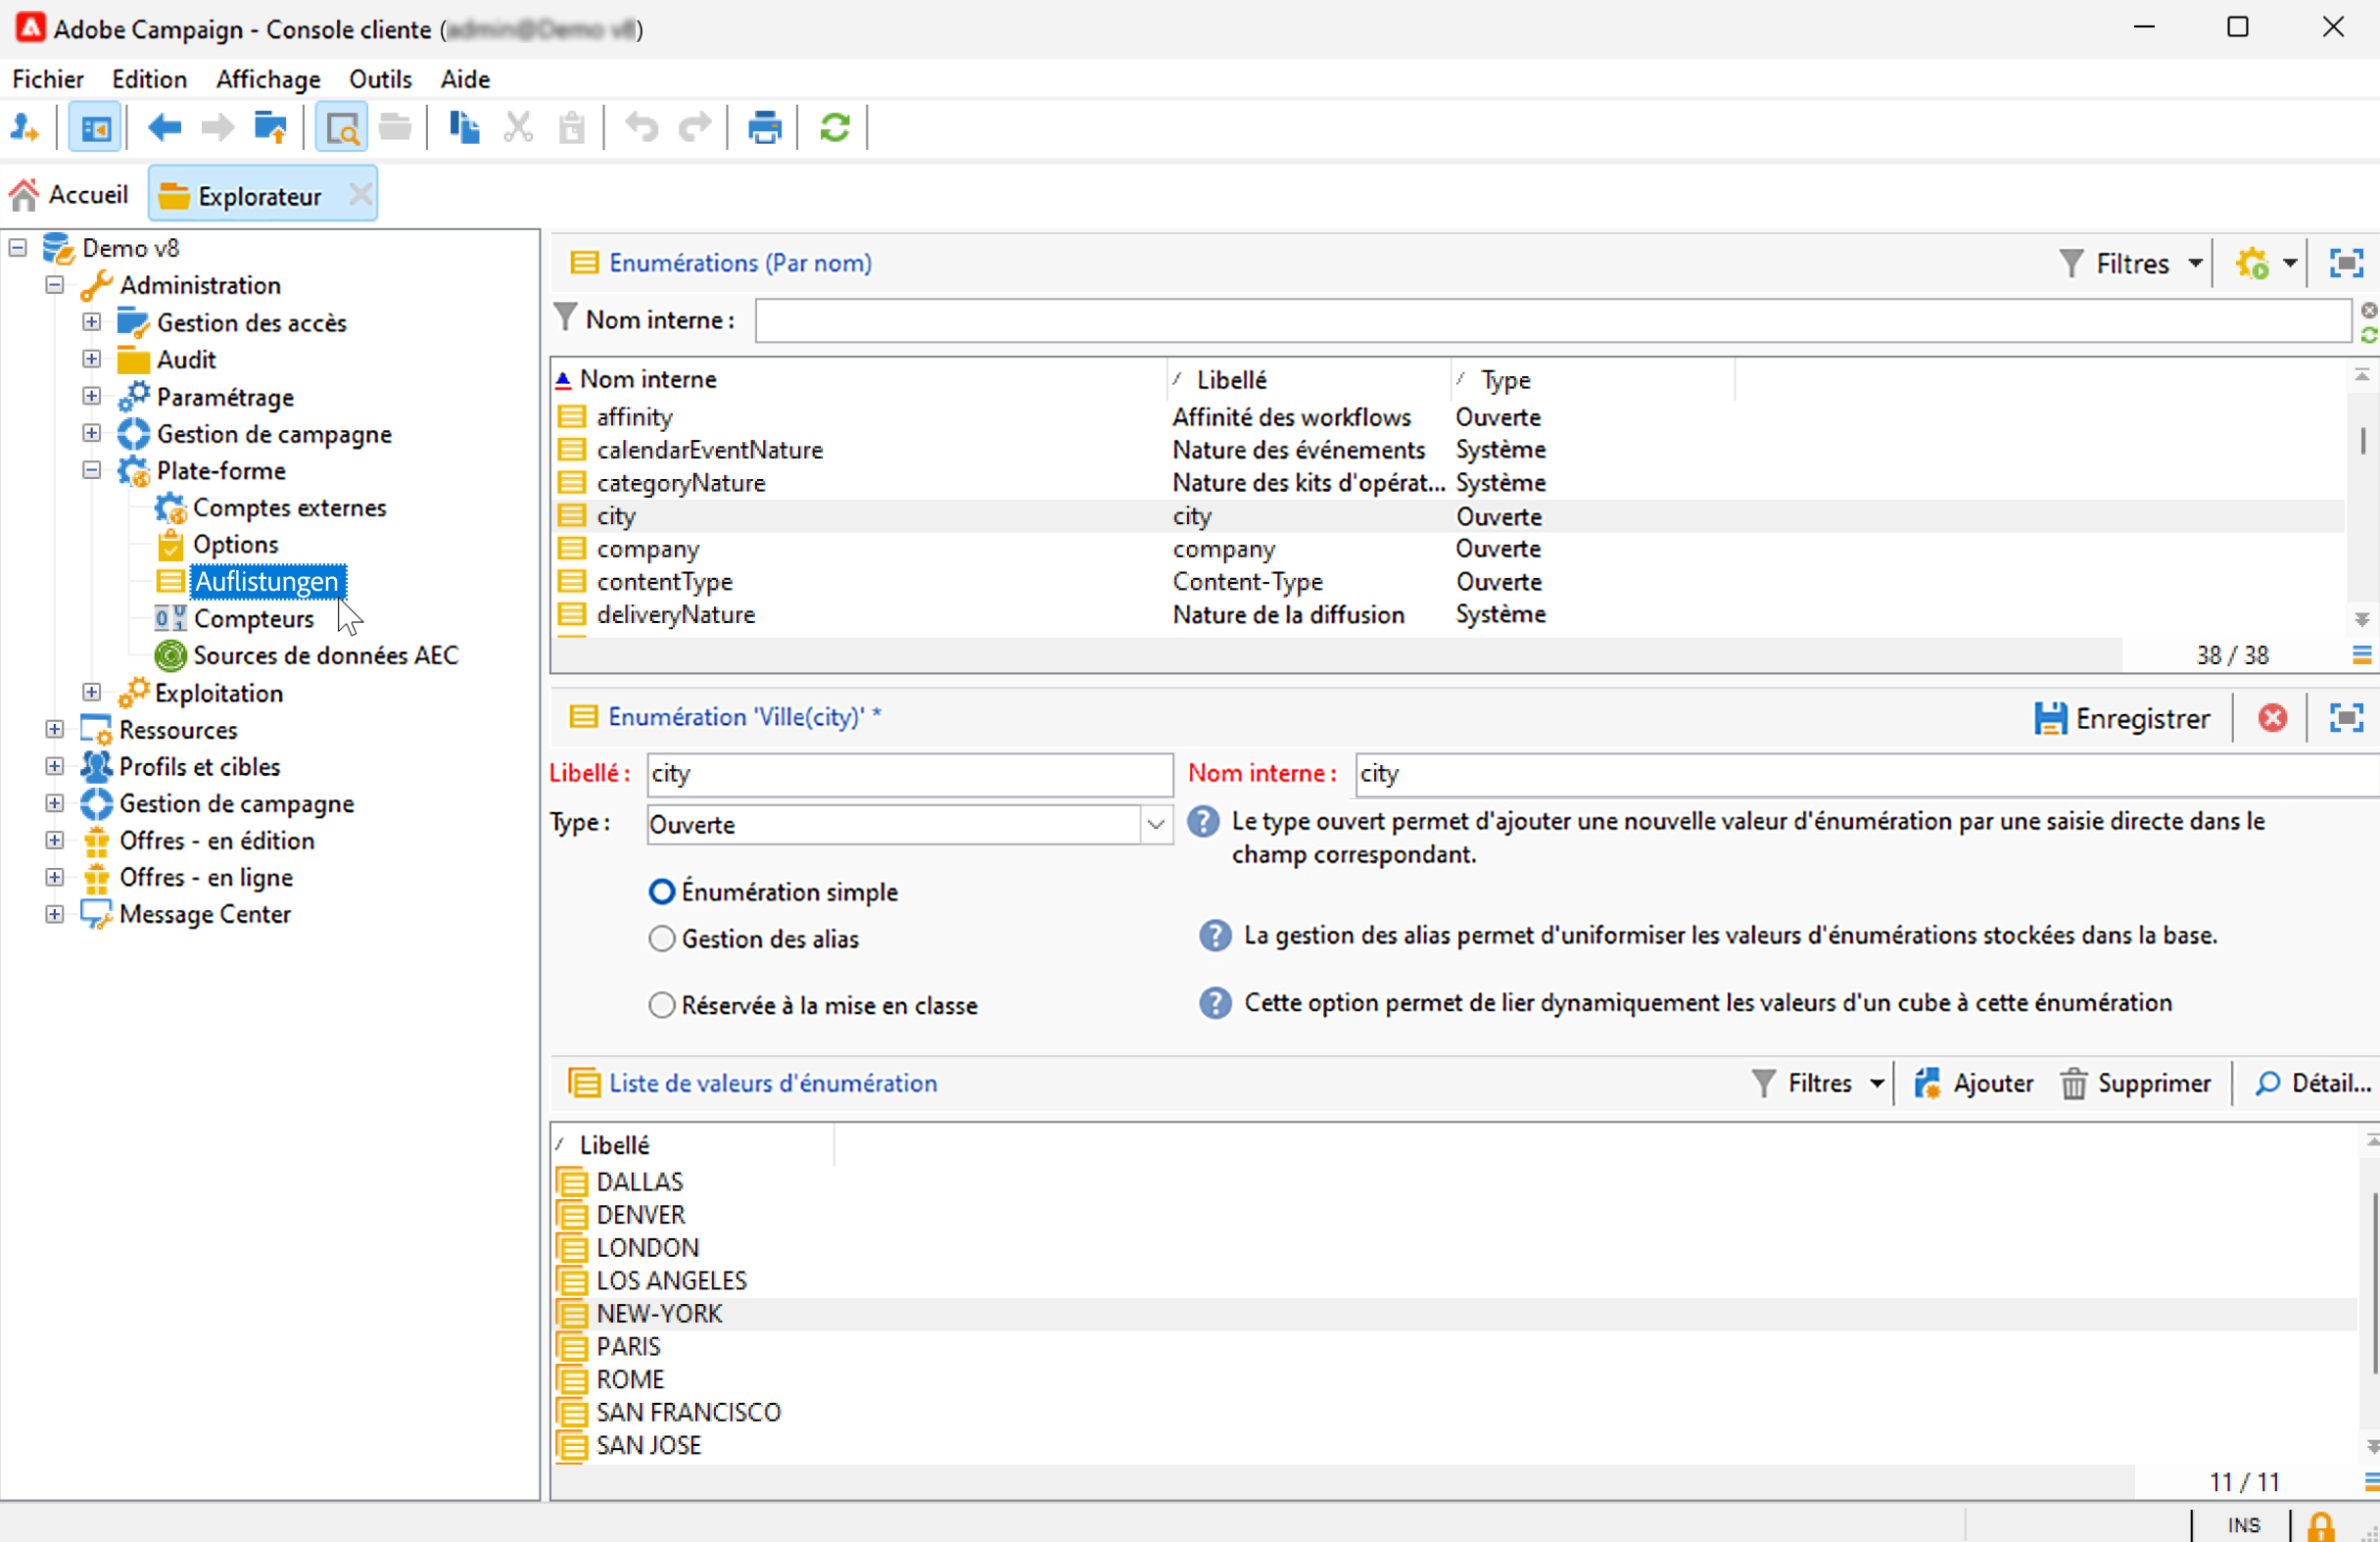 Adobe Campaign - Console cliente (
Fichier Edition Affichage Outils Aide
Accueil Explorateur
Demo v8
Administration
Gestion des accès
Audit
Paramétrage
Gestion de campagne
Plate-forme
Comptes externes
Options
Auflistungen
Compteurs
Sources de données AEC
Exploitation
Ressources
Profils et cibles
Gestion de campagne
Offres - en édition
Offres - en ligne
Message Center
Enumérations (Par nom) Filtres
Nom interne :
Nom interne Libellé Type
affinity Affinité des workflows Ouverte
calendarEventNature Nature des événements Système
categoryNature Nature des kits d'opérat... Système
city city Ouverte
company company Ouverte
contentType Content-Type Ouverte
deliveryNature Nature de la diffusion Système
38 / 38
Enumération 'Ville(city)' * Enregistrer
Libellé : city Nom interne : city
Type : Ouverte Le type ouvert permet d'ajouter une nouvelle valeur d'énumération par une saisie directe dans le
champ correspondant.
Énumération simple
Gestion des alias La gestion des alias permet d'uniformiser les valeurs d'énumérations stockées dans la base.
Réservée à la mise en classe Cette option permet de lier dynamiquement les valeurs d'un cube à cette énumération
Liste de valeurs d'énumération Filtres Ajouter Supprimer Détail...
Libellé
DALLAS
DENVER
LONDON
LOS ANGELES
NEW-YORK
PARIS
ROME
SAN FRANCISCO
SAN JOSE
11 / 11
INS